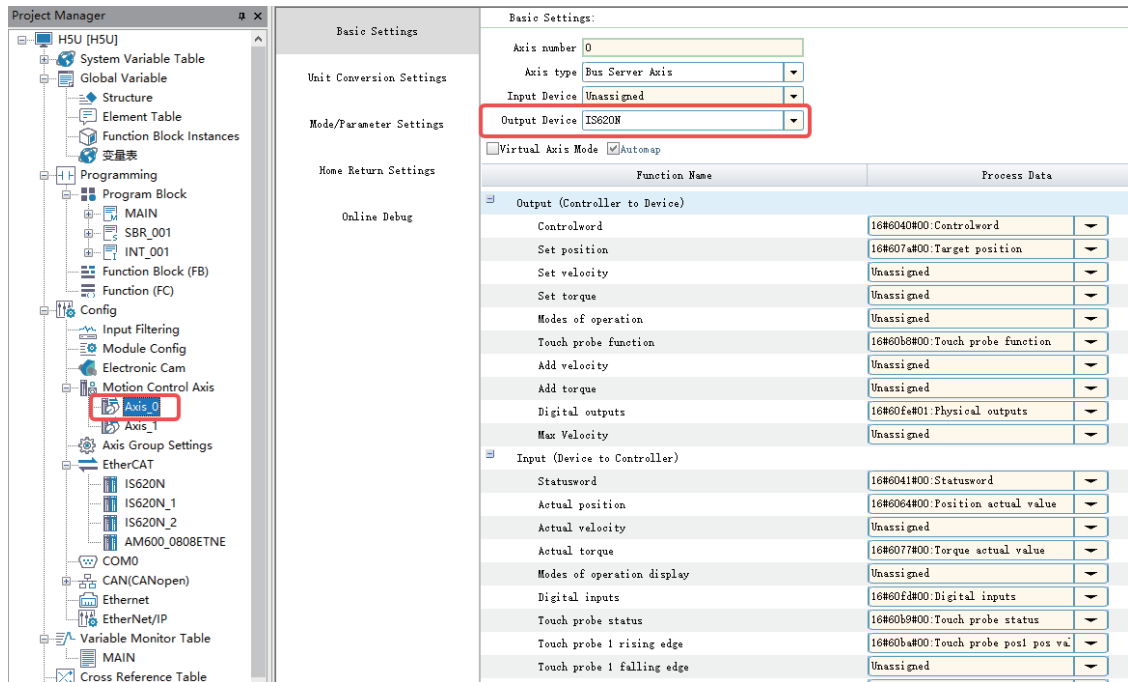 Project Manager
H5U [H5U]
System Variable Table
Global Variable
Structure
Element Table
Function Block Instances
变量表
Programming
Program Block
MAIN
SBR_001
INT_001
Function Block (FB)
Function (FC)
Config
Input Filtering
Module Config
Electronic Cam
Motion Control Axis
Axis_0
Axis_1
Axis Group Settings
EtherCAT
IS620N
IS620N_1
IS620N_2
AM600_0808ETNE
COM0
CAN(CANopen)
Ethernet
EtherNet/IP
Variable Monitor Table
MAIN
Cross Reference Table
Basic Settings
Unit Conversion Settings
Mode/Parameter Settings
Home Return Settings
Online Debug
Basic Settings:
Axis number 0
Axis type Bus Server Axis
Input Device Unassigned
Output Device IS620N
Virtual Axis Mode Automap
Function Name Process Data
Output (Controller to Device)
Controlword 16#6040#00:Controlword
Set position 16#607a#00:Target position
Set velocity Unassigned
Set torque Unassigned
Modes of operation Unassigned
Touch probe function 16#60b8#00:Touch probe function
Add velocity Unassigned
Add torque Unassigned
Digital outputs 16#60fe#01:Physical outputs
Max Velocity Unassigned
Input (Device to Controller)
Statusword 16#6041#00:Statusword
Actual position 16#6064#00:Position actual value
Actual velocity Unassigned
Actual torque 16#6077#00:Torque actual value
Modes of operation display Unassigned
Digital inputs 16#60fd#00:Digital inputs
Touch probe status 16#60b9#00:Touch probe status
Touch probe 1 rising edge 16#60ba#00:Touch probe pos1 pos va
Touch probe 1 falling edge Unassigned